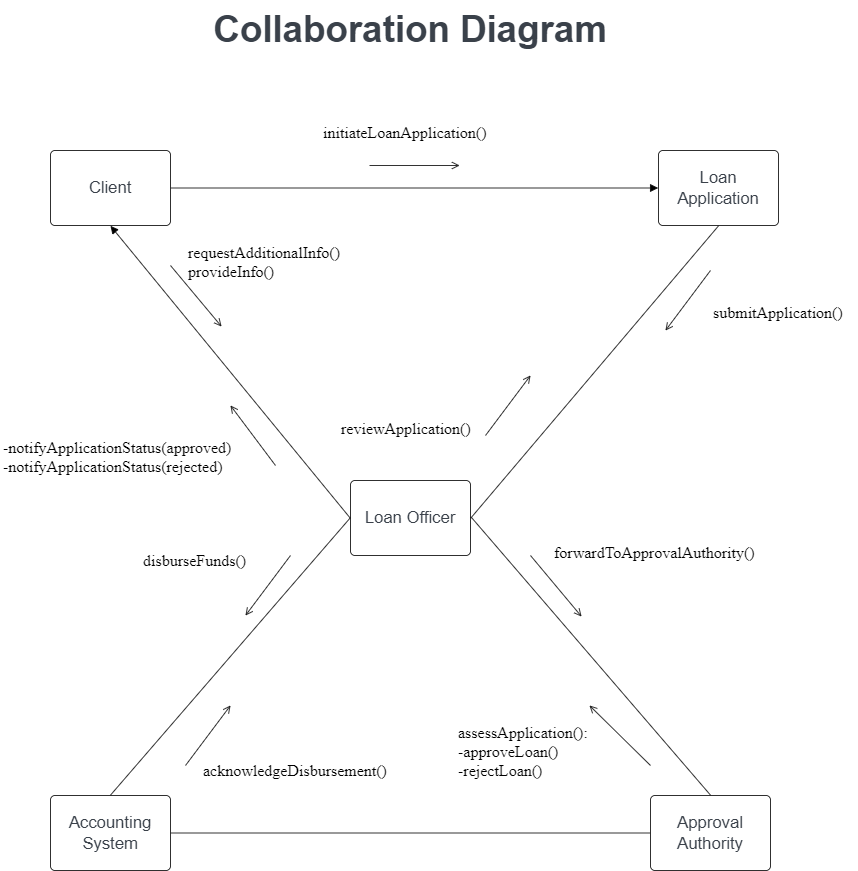 Collaboration Diagram
initiateLoanApplication()
Client
Loan
Application
requestAdditionalInfo()
provideInfo()
submitApplication()
reviewApplication()
-notifyApplicationStatus(approved)
-notifyApplicationStatus(rejected)
Loan Officer
disburseFunds()
forwardToApprovalAuthority()
assessApplication():
-approveLoan()
-rejectLoan()
acknowledgeDisbursement()
Accounting
System
Approval
Authority